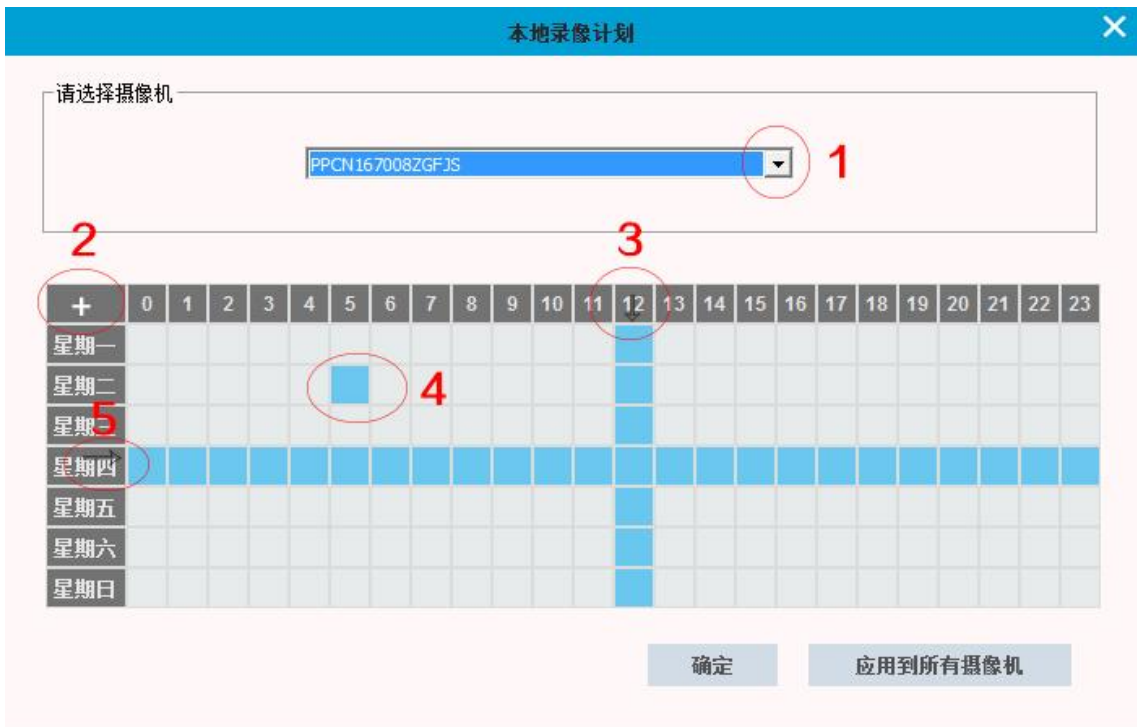 本地录像计划
请选择摄像机
PPCN167008ZGFJS
1
2
3
+ 0 1 2 3 4 5 6 7 8 9 10 11 12 13 14 15 16 17 18 19 20 21 22 23
星期一
星期二
4
星期三
5
星期四
星期五
星期六
星期日
确定 应用到所有摄像机